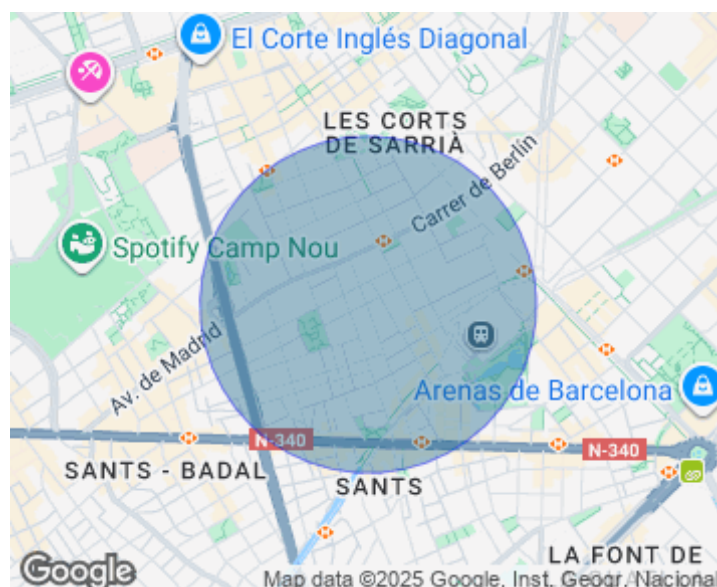 El Corte Inglés Diagonal
LES CORTS
DE SARRIÀ
Carrer de Berlín
Spotify Camp Nou
Av. de Madrid
Arenas de Barcelona
N-340
N-340
SANTS - BADAL
SANTS
LA FONT DE
Google
Map data ©2025 Google, Inst. Geogr. Nacional